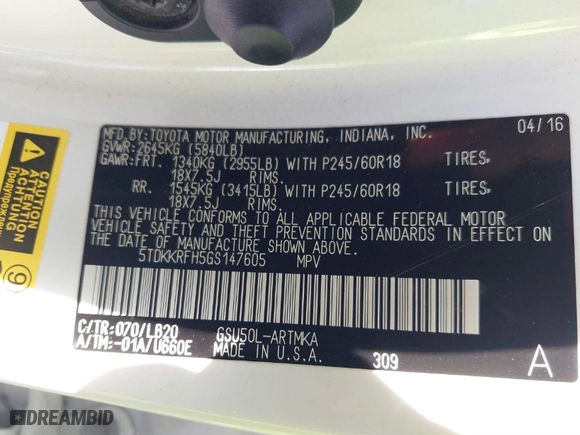 MFD.BY:TOYOTA MOTOR MANUFACTURING, INDIANA, INC. 04/16
GVWR:2645KG (5840LB)
GAWR:FRT. 1340KG (2955LB) WITH P245/60R18 TIRES,
18X7.5J RIMS,
RR. 1545KG (3415LB) WITH P245/60R18 TIRES,
18X7.5J RIMS,
THIS VEHICLE CONFORMS TO ALL APPLICABLE FEDERAL MOTOR
VEHICLE SAFETY AND THEFT PREVENTION STANDARDS IN EFFECT ON
THE DATE OF MANUFACTURE SHOWN ABOVE.
5TDKKRFH5GS147605 MPV
C/TR:070/LB20 GSU50L-ARTMKA
A/TM:-01A/U660E MADE IN U.S.A. 309 A
CAUTION
ATTENTION
ACHTUNG
DREAMBID